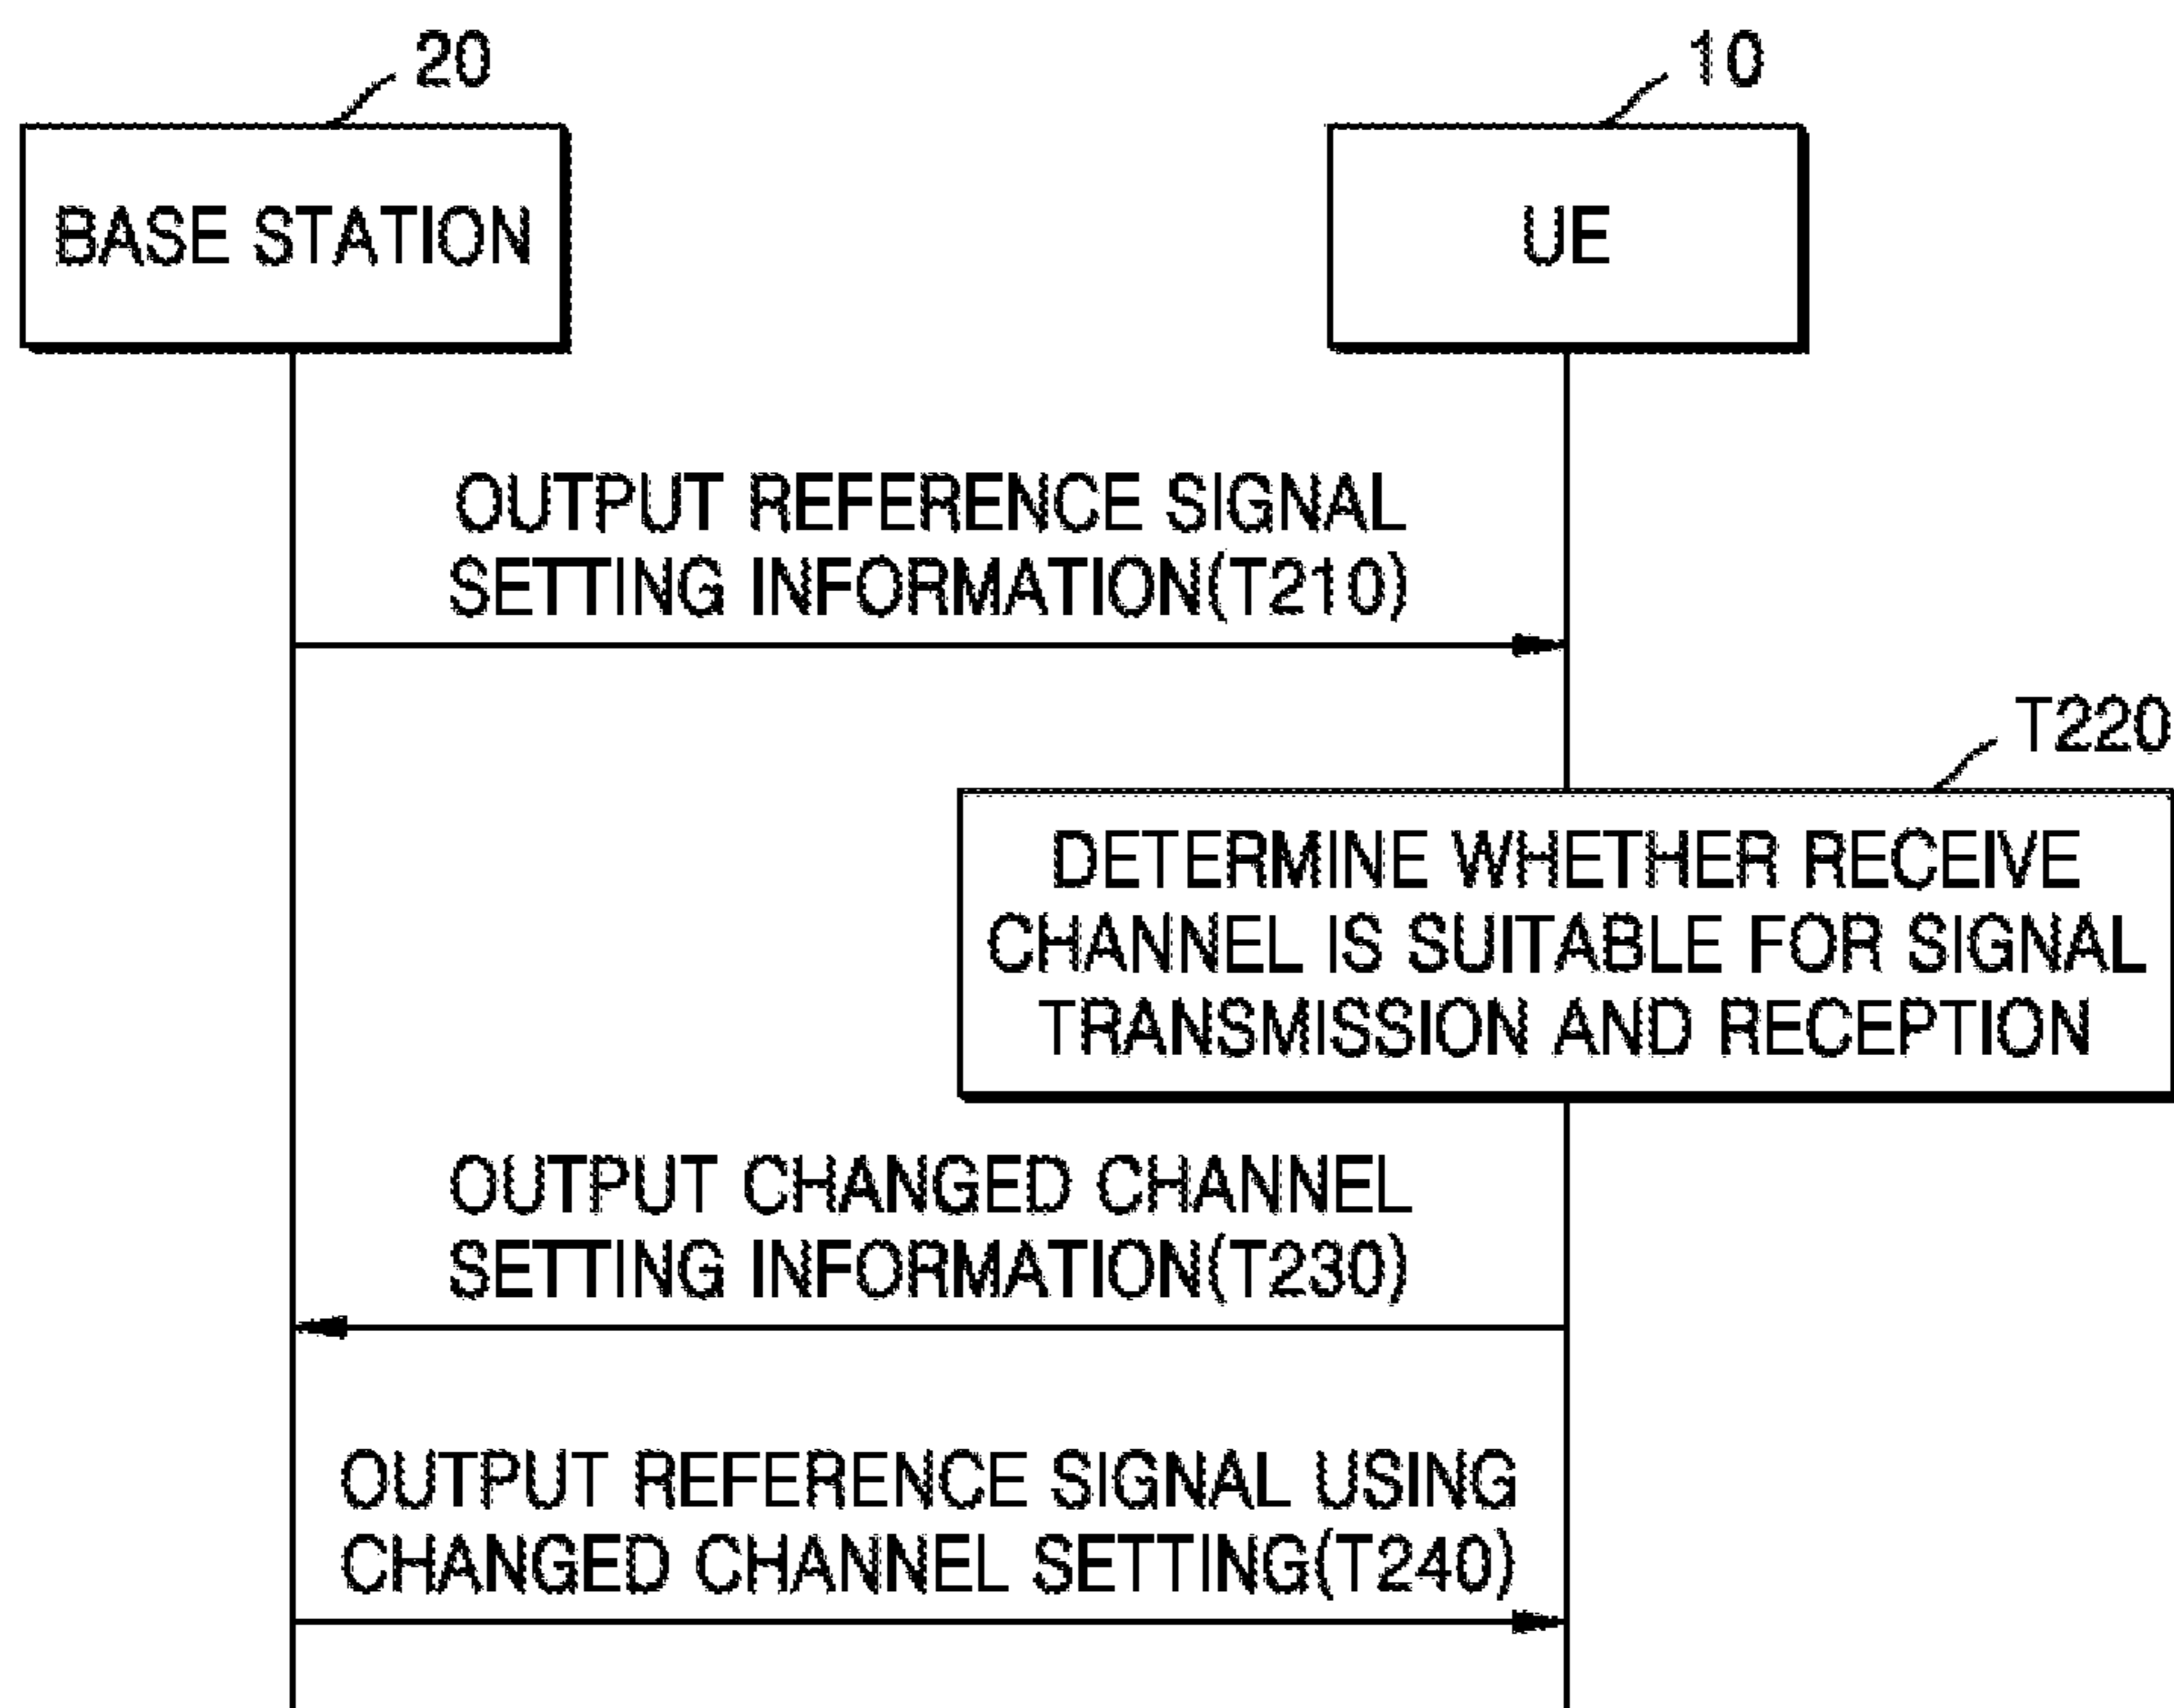 20
10
BASE STATION
UE
OUTPUT REFERENCE SIGNAL
SETTING INFORMATION(T210)
T220
DETERMINE WHETHER RECEIVE
CHANNEL IS SUITABLE FOR SIGNAL
TRANSMISSION AND RECEPTION
OUTPUT CHANGED CHANNEL
SETTING INFORMATION(T230)
OUTPUT REFERENCE SIGNAL USING
CHANGED CHANNEL SETTING(T240)